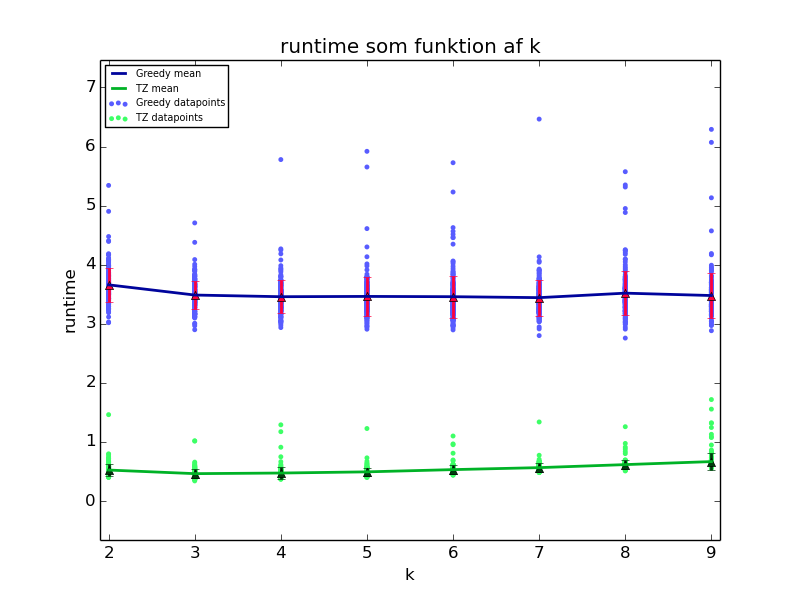 runtime som funktion af k
Greedy mean
TZ mean
Greedy datapoints
TZ datapoints
7
6
5
4
3
2
1
0
runtime
2 3 4 5 6 7 8 9
k